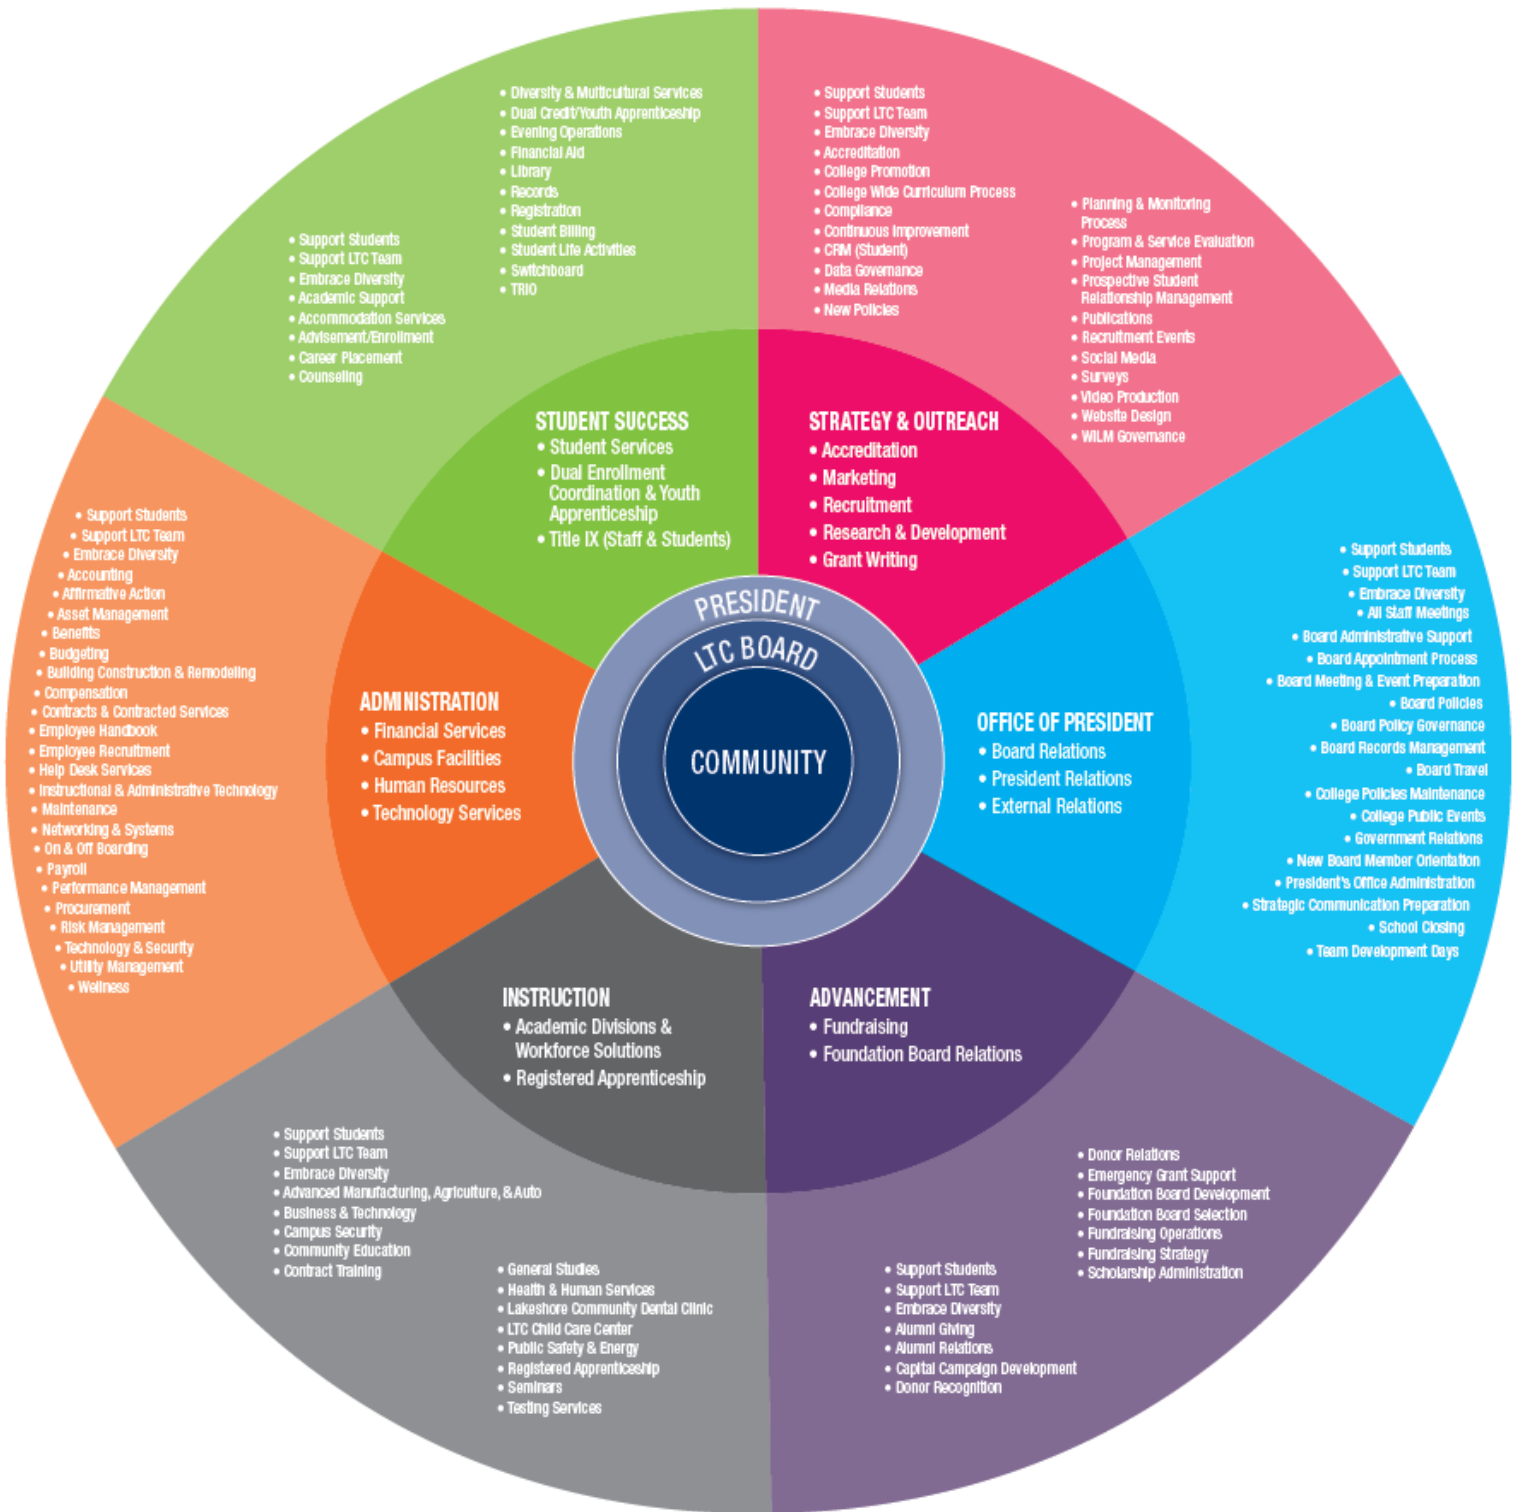 • Diversity & Multicultural Services
• Dual Credit/Youth Apprenticeship
• Evening Operations
• Financial Aid
• Library
• Records
• Registration
• Student Billing
• Student Life Activities
• Switchboard
• TRIO
• Support Students
• Support LTC Team
• Embrace Diversity
• Academic Support
• Accommodation Services
• Advisement/Enrollment
• Career Placement
• Counseling
STUDENT SUCCESS
• Student Services
• Dual Enrollment
Coordination & Youth
Apprenticeship
• Title IX (Staff & Students)
• Support Students
• Support LTC Team
• Embrace Diversity
• Accreditation
• College Promotion
• College Wide Curriculum Process
• Compliance
• Continuous Improvement
• CRM (Student)
• Data Governance
• Media Relations
• New Policies
• Planning & Monitoring
Process
• Program & Service Evaluation
• Project Management
• Prospective Student
Relationship Management
• Publications
• Recruitment Events
• Social Media
• Surveys
• Video Production
• Website Design
• WILM Governance
STRATEGY & OUTREACH
• Accreditation
• Marketing
• Recruitment
• Research & Development
• Grant Writing
• Support Students
• Support LTC Team
• Embrace Diversity
• Accounting
• Affirmative Action
• Asset Management
• Benefits
• Budgeting
• Building Construction & Remodeling
• Compensation
• Contracts & Contracted Services
• Employee Handbook
• Employee Recruitment
• Help Desk Services
• Instructional & Administrative Technology
• Maintenance
• Networking & Systems
• On & Off Boarding
• Payroll
• Performance Management
• Procurement
• Risk Management
• Technology & Security
• Utility Management
• Wellness
ADMINISTRATION
• Financial Services
• Campus Facilities
• Human Resources
• Technology Services
PRESIDENT
LTC BOARD
COMMUNITY
OFFICE OF PRESIDENT
• Board Relations
• President Relations
• External Relations
• Support Students
• Support LTC Team
• Embrace Diversity
• All Staff Meetings
• Board Administrative Support
• Board Appointment Process
• Board Meeting & Event Preparation
• Board Policies
• Board Policy Governance
• Board Records Management
• Board Travel
• College Policies Maintenance
• College Public Events
• Government Relations
• New Board Member Orientation
• President's Office Administration
• Strategic Communication Preparation
• School Closing
• Team Development Days
INSTRUCTION
• Academic Divisions &
Workforce Solutions
• Registered Apprenticeship
• Support Students
• Support LTC Team
• Embrace Diversity
• Advanced Manufacturing, Agriculture, & Auto
• Business & Technology
• Campus Security
• Community Education
• Contract Training
• General Studies
• Health & Human Services
• Lakeshore Community Dental Clinic
• LTC Child Care Center
• Public Safety & Energy
• Registered Apprenticeship
• Seminars
• Testing Services
ADVANCEMENT
• Fundraising
• Foundation Board Relations
• Support Students
• Support LTC Team
• Embrace Diversity
• Alumni Giving
• Alumni Relations
• Capital Campaign Development
• Donor Recognition
• Donor Relations
• Emergency Grant Support
• Foundation Board Development
• Foundation Board Selection
• Fundraising Operations
• Fundraising Strategy
• Scholarship Administration